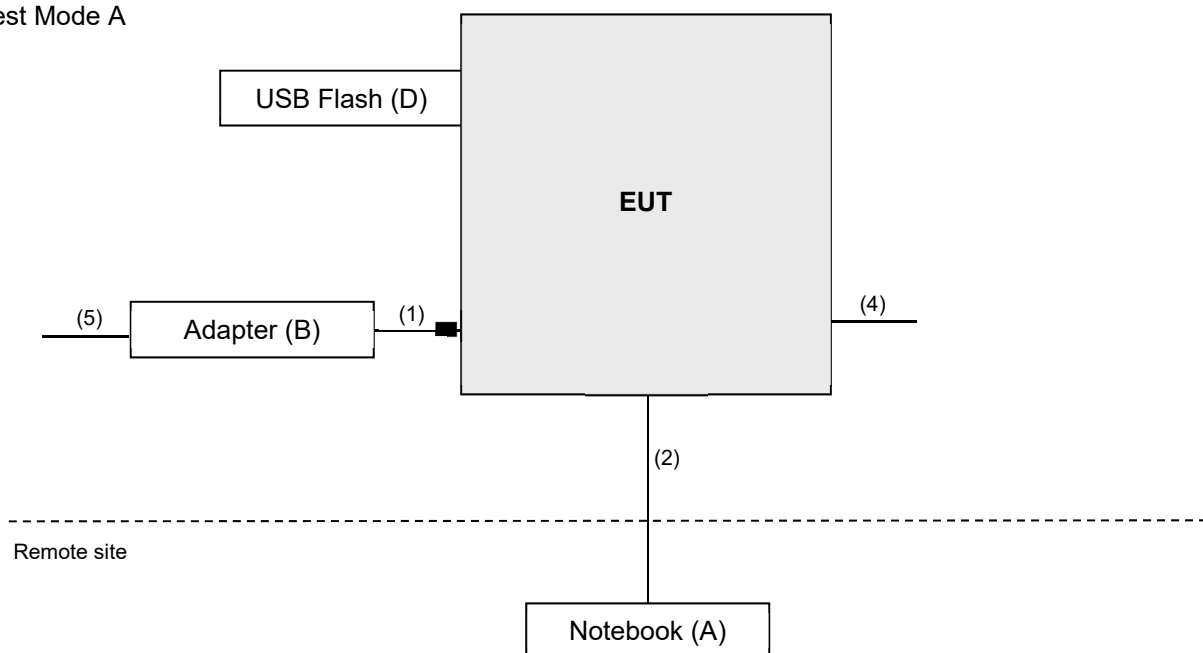 est Mode A
USB Flash (D)
EUT
(5)
Adapter (B)
(1)
(4)
(2)
Remote site
Notebook (A)